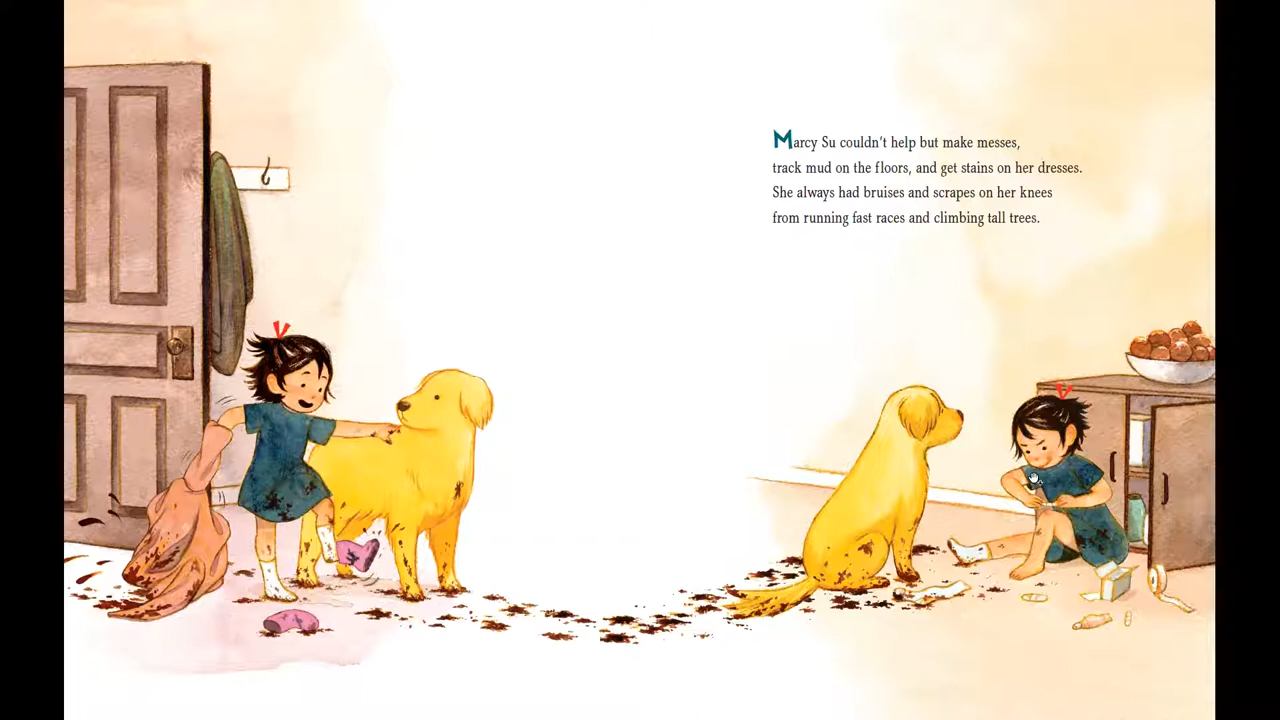 Marcy Su couldn't help but make messes,
track mud on the floors, and get stains on her dresses.
She always had bruises and scrapes on her knees
from running fast races and climbing tall trees.